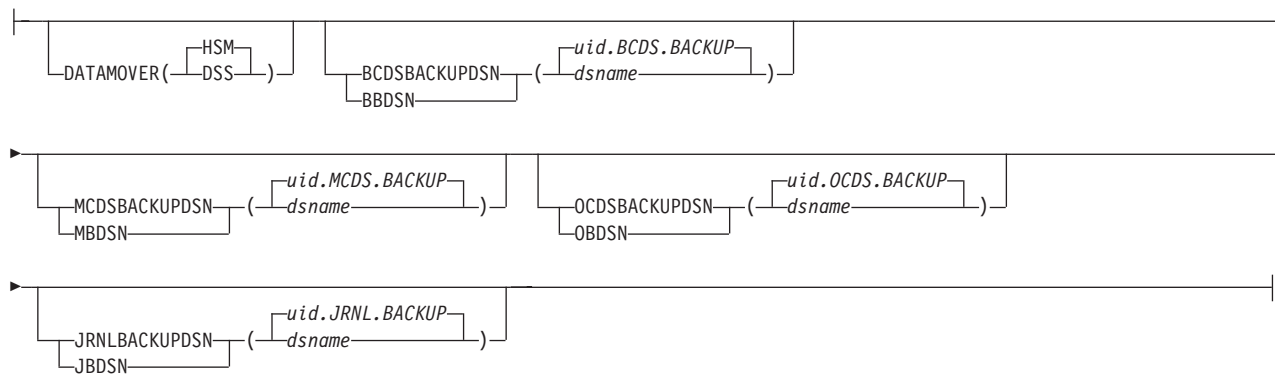 HSM uid.BCDS.BACKUP
DATAMOVER( DSS ) BCDSBACKUPDSN ( dsname )
BBDSN
uid.MCDS.BACKUP uid.OCDS.BACKUP
MCDSBACKUPDSN ( dsname ) OCDSBACKUPDSN ( dsname )
MBDSN OBDSN
uid.JRNL.BACKUP
JRNLBACKUPDSN ( dsname )
JBDSN